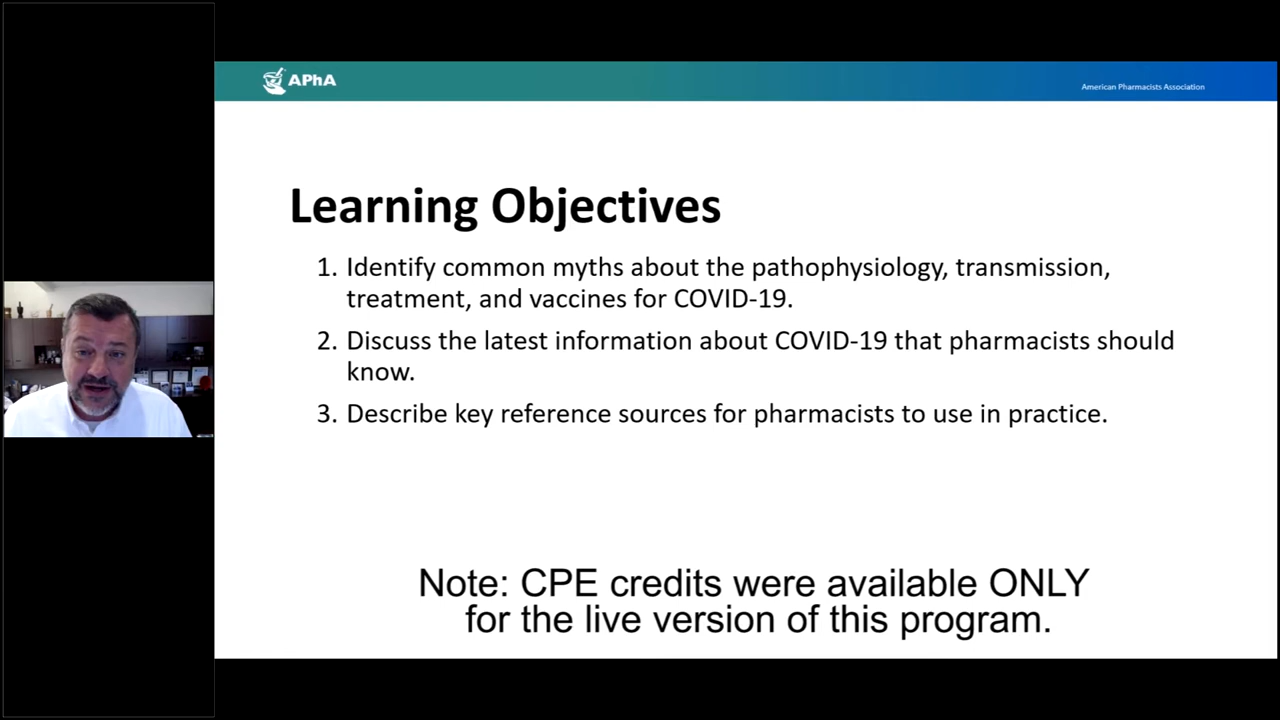 APhA
American Pharmacists Association
Learning Objectives
1. Identify common myths about the pathophysiology, transmission,
treatment, and vaccines for COVID-19.
2. Discuss the latest information about COVID-19 that pharmacists should
know.
3. Describe key reference sources for pharmacists to use in practice.
Note: CPE credits were available ONLY
for the live version of this program.